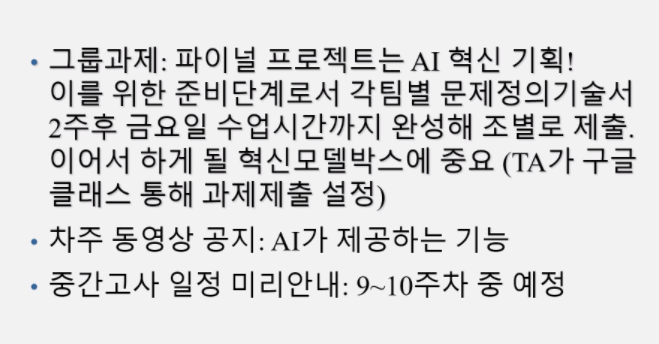 • 그룹과제: 파이널 프로젝트는 AI 혁신 기획!
이를 위한 준비단계로서 각팀별 문제정의기술서
2주후 금요일 수업시간까지 완성해 조별로 제출.
이어서 하게 될 혁신모델박스에 중요 (TA가 구글
클래스 통해 과제제출 설정)
• 차주 동영상 공지: AI가 제공하는 기능
• 중간고사 일정 미리안내: 9~10주차 중 예정